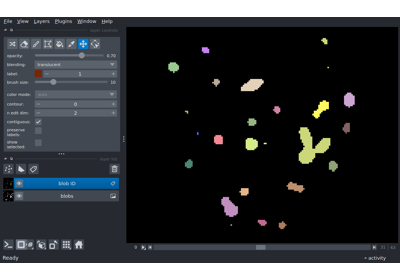 File View Layers Plugins Window Help
opacity: 0.70
blending: translucent
label: 1
brush size: 10
color mode:
contour: 0
n edit dim: 2
contiguous:
preserve labels:
show selected:
blob ID
blobs
0
Ready
activity